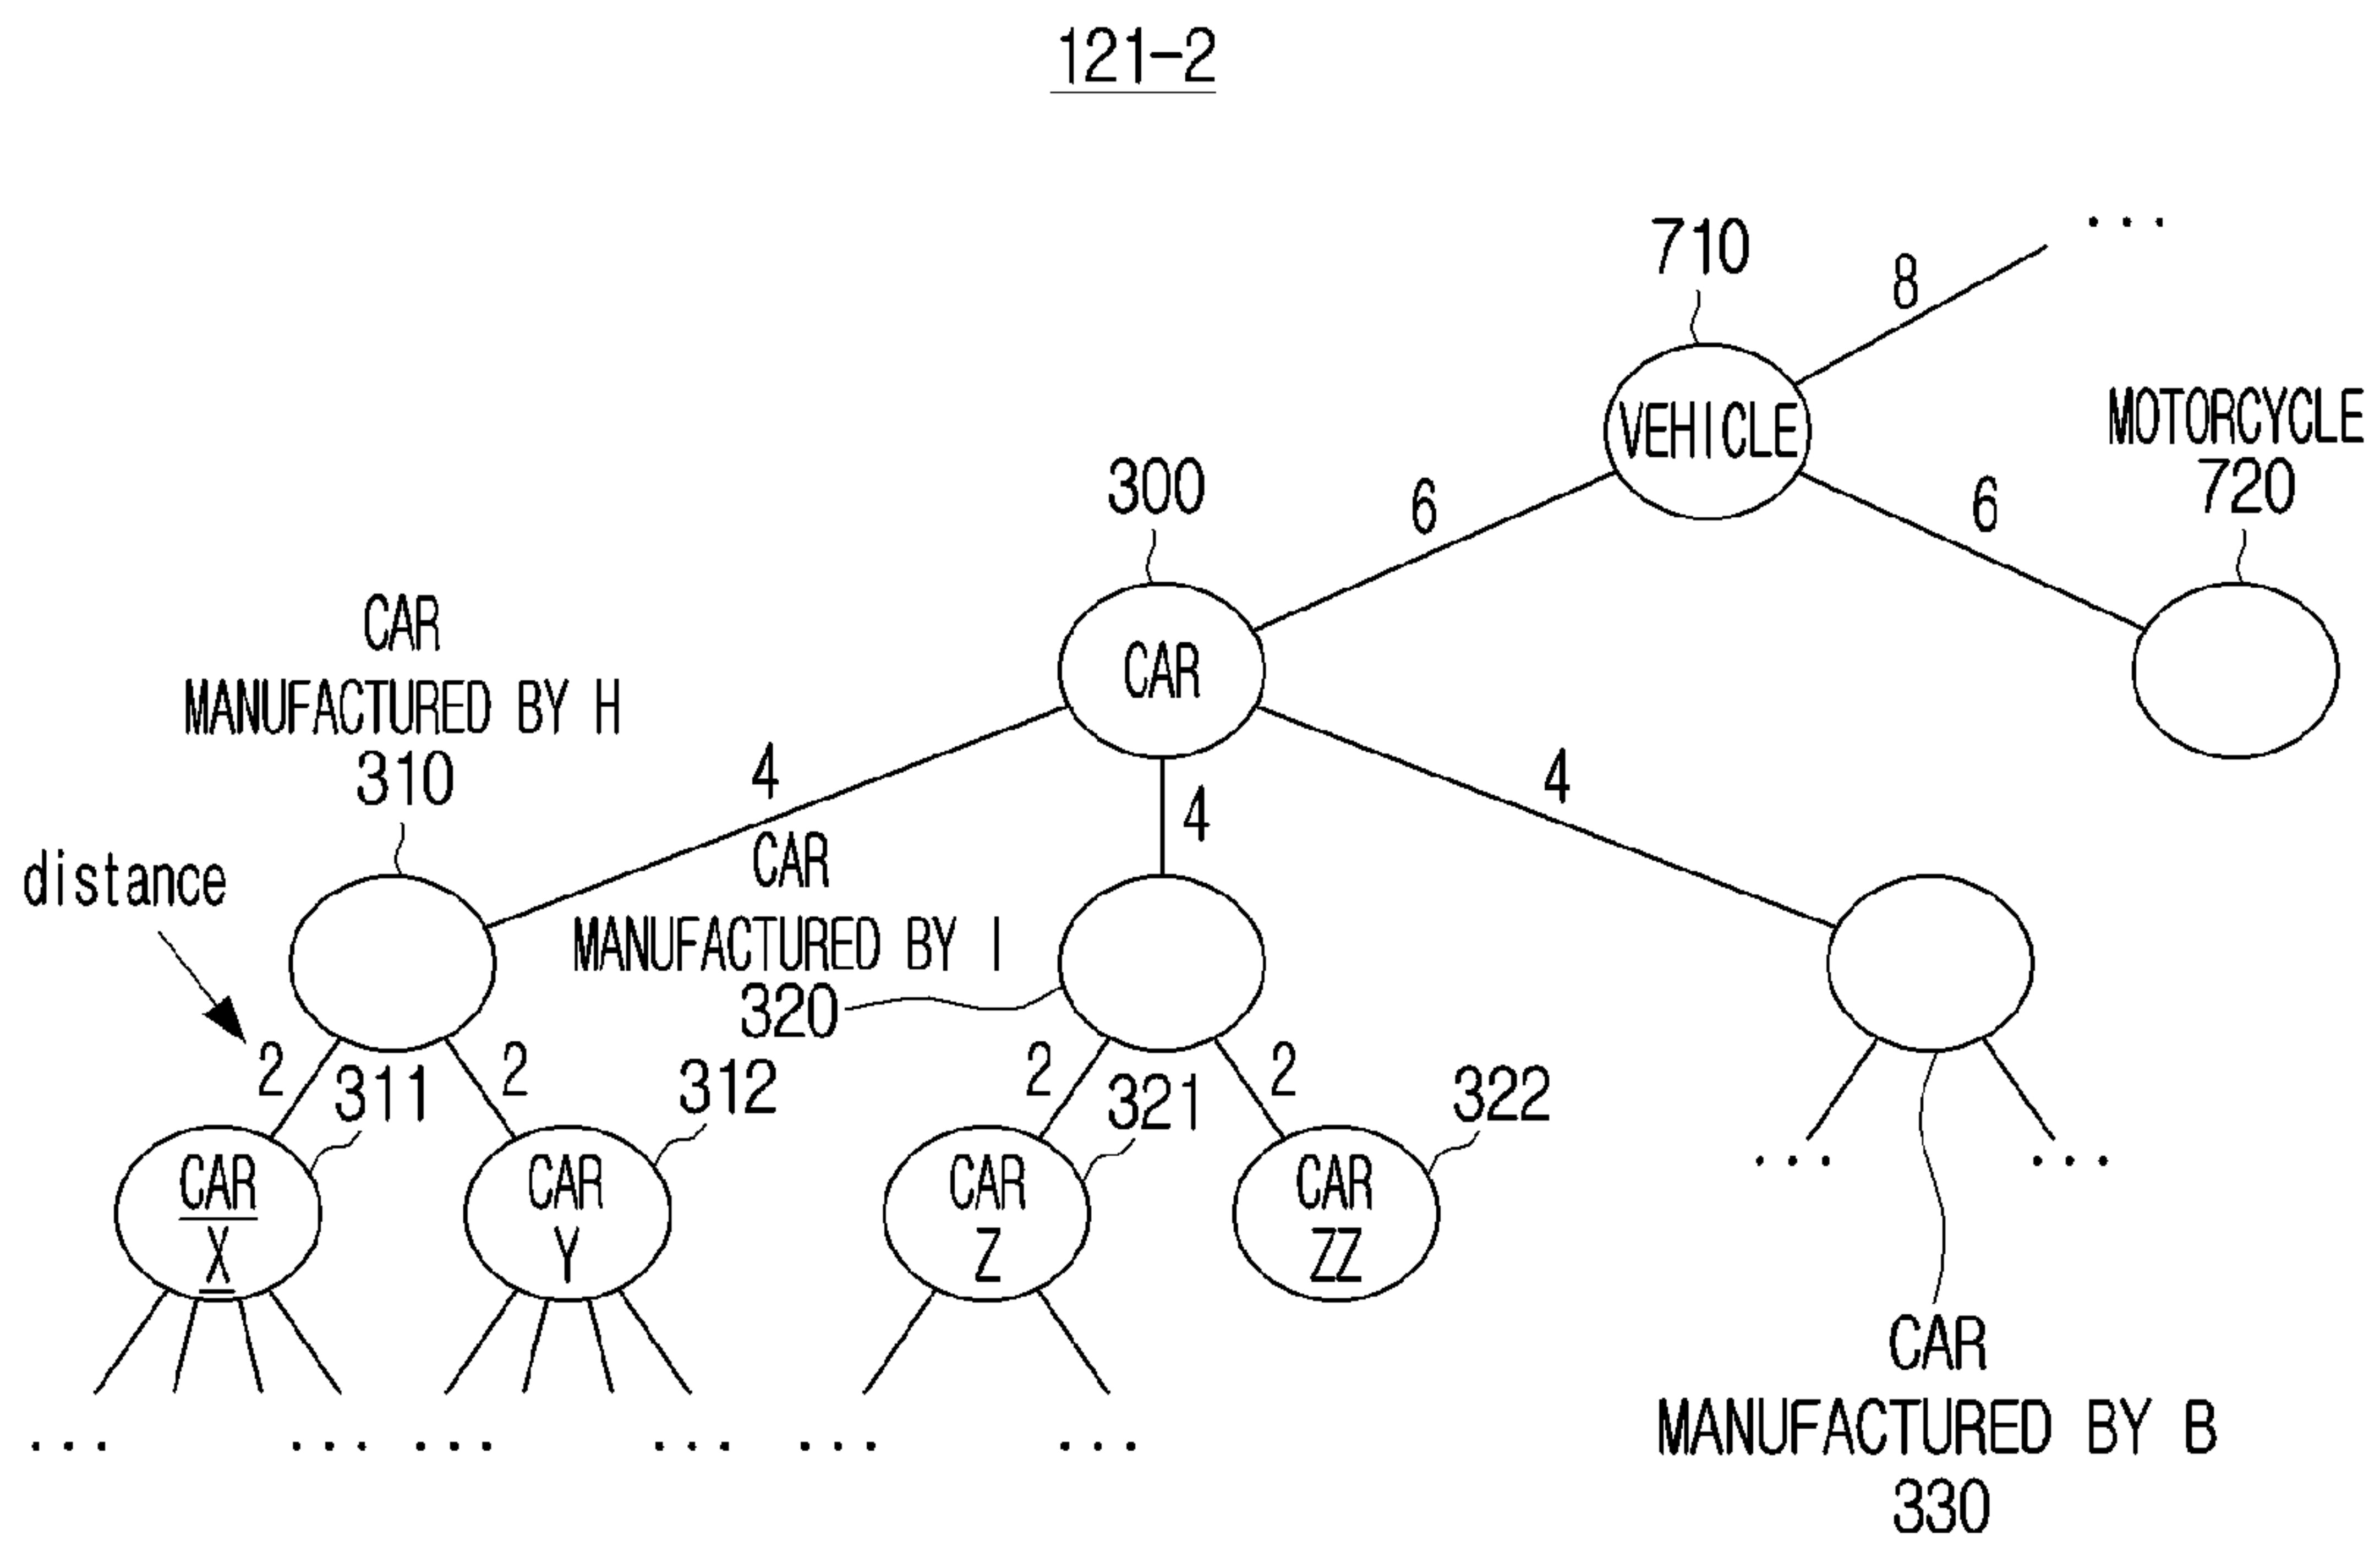 121-2
710
8
...
VEHICLE
MOTORCYCLE
720
300
6
6
CAR
CAR
MANUFACTURED BY H
310
4
4
4
distance
CAR
MANUFACTURED BY I
320
2
311
2
312
2
321
2
322
CAR
X
CAR
Y
CAR
Z
CAR
ZZ
...
...
...
...
...
...
...
...
CAR
MANUFACTURED BY B
330